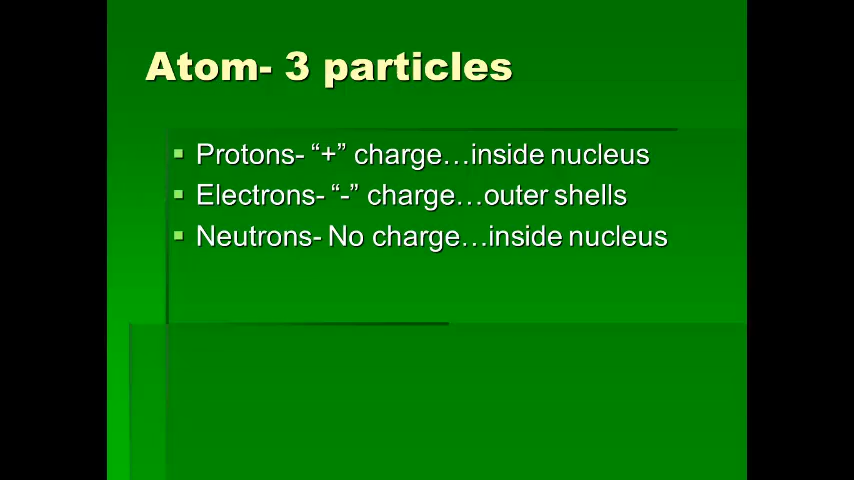 Atom- 3 particles
Protons- “+” charge…inside nucleus
Electrons- “-” charge…outer shells
Neutrons- No charge…inside nucleus